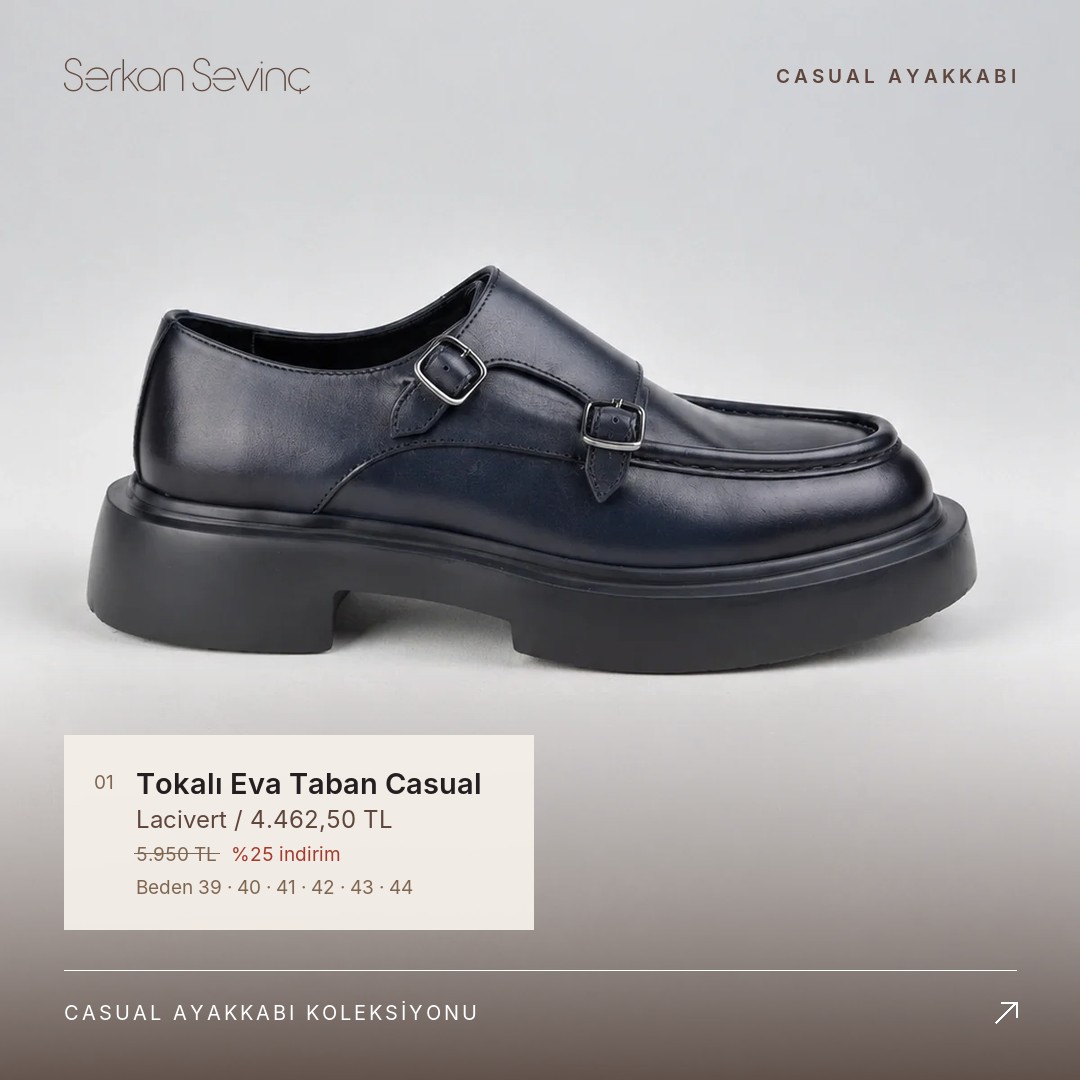 Serkan Sevinç
CASUAL AYAKKABI
01
Tokalı Eva Taban Casual
Lacivert / 4.462,50 TL
5.950 TL %25 indirim
Beden 39 · 40 · 41 · 42 · 43 · 44
CASUAL AYAKKABI KOLEKSİYONU